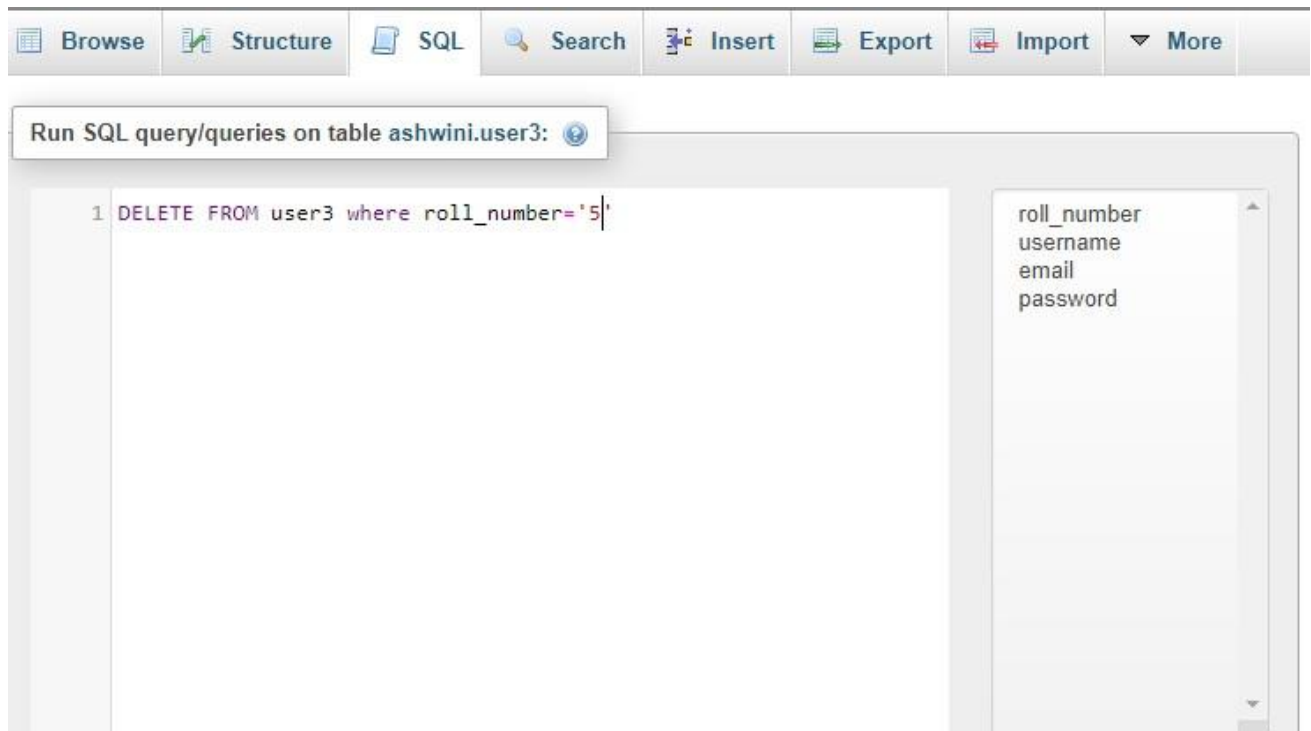 Browse Structure SQL Search Insert Export Import More
Run SQL query/queries on table ashwini.user3:
1 DELETE FROM user3 where roll_number='5'
roll_number
username
email
password